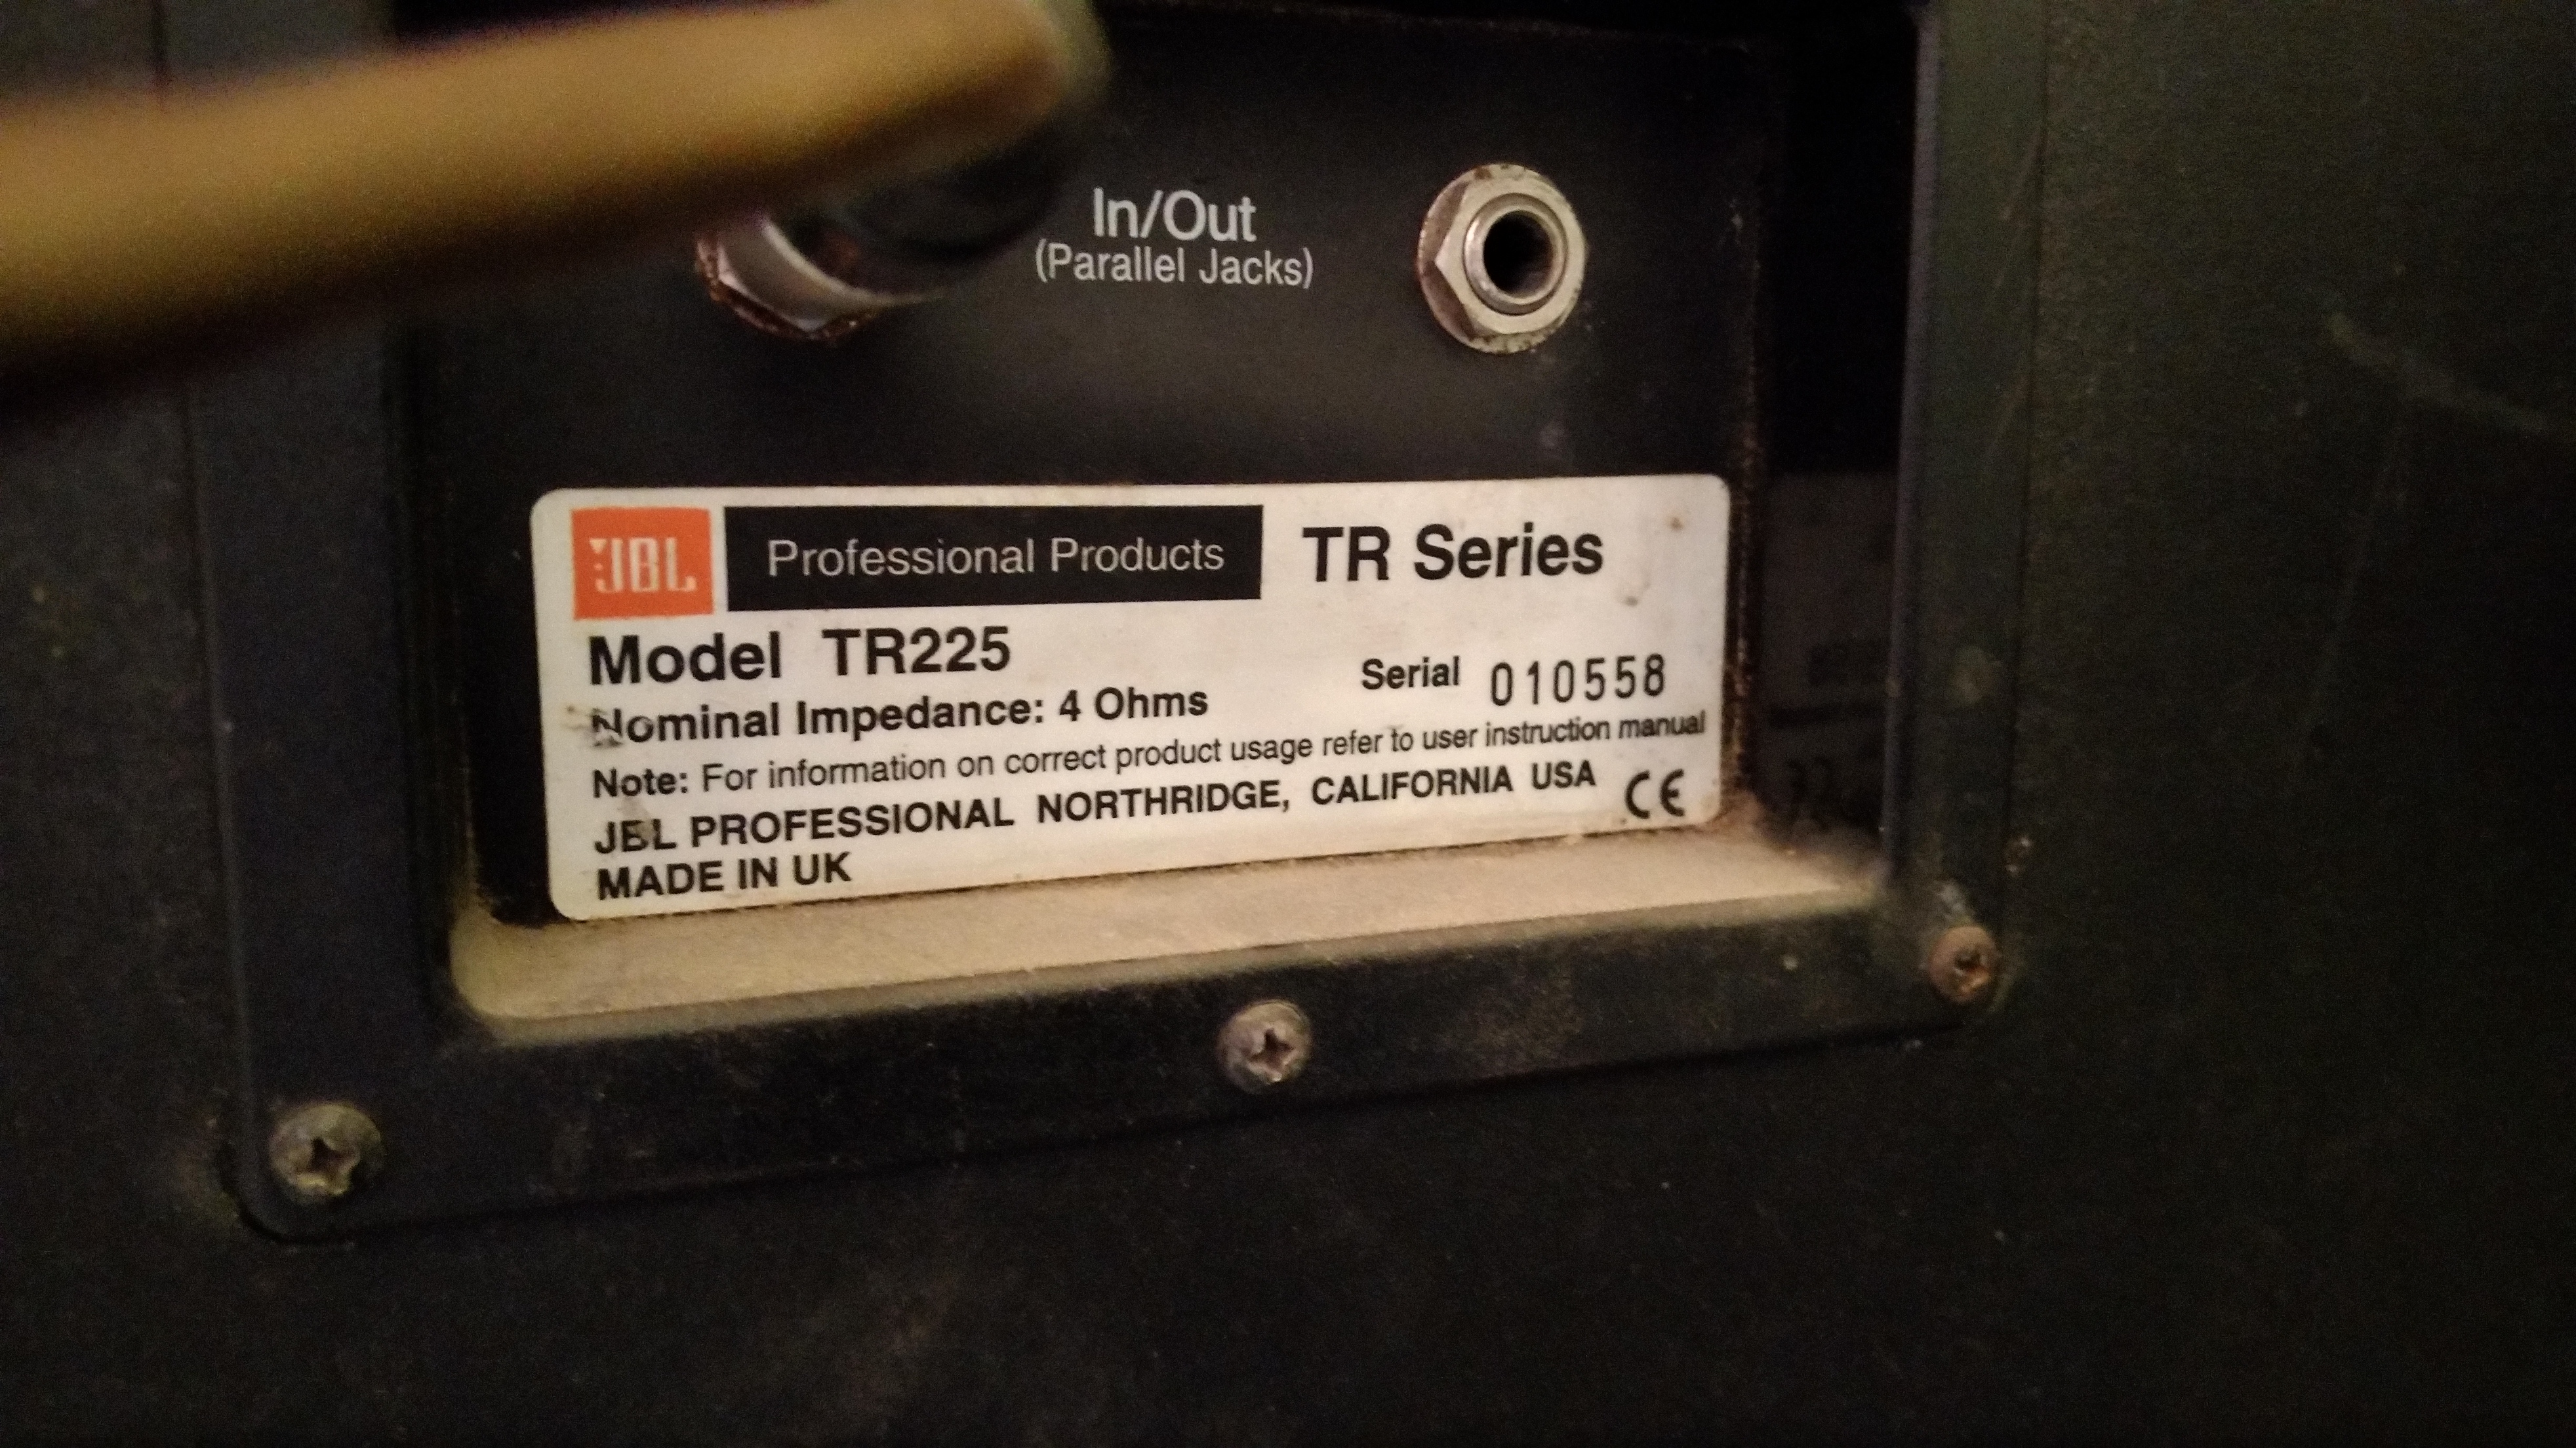 In/Out
(Parallel Jacks)
JBL Professional Products TR Series
Model TR225
Serial 010558
Nominal Impedance: 4 Ohms
Note: For information on correct product usage refer to user instruction manual
JBL PROFESSIONAL NORTHRIDGE, CALIFORNIA USA CE
MADE IN UK